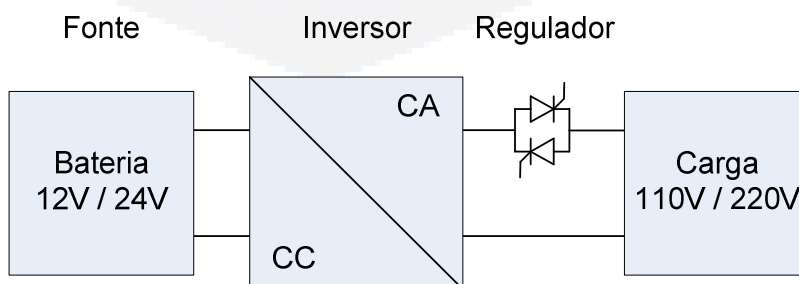 Fonte
Inversor
Regulador
CA
Bateria
12V / 24V
Carga
110V / 220V
CC